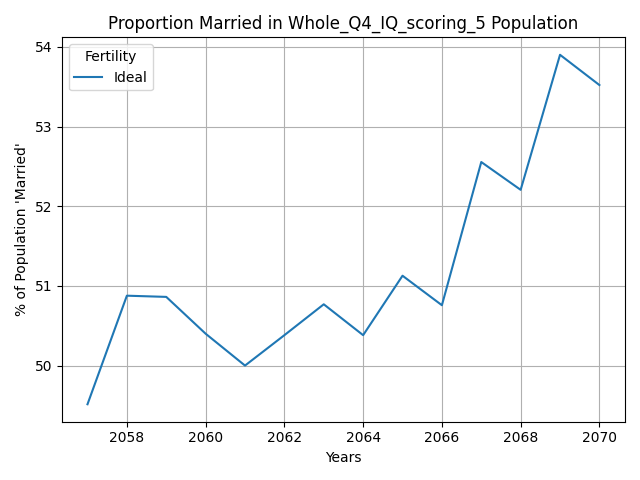 Proportion Married in Whole_Q4_IQ_scoring_5 Population
Fertility
Ideal
% of Population 'Married'
54
53
52
51
50
2058 2060 2062 2064 2066 2068 2070
Years